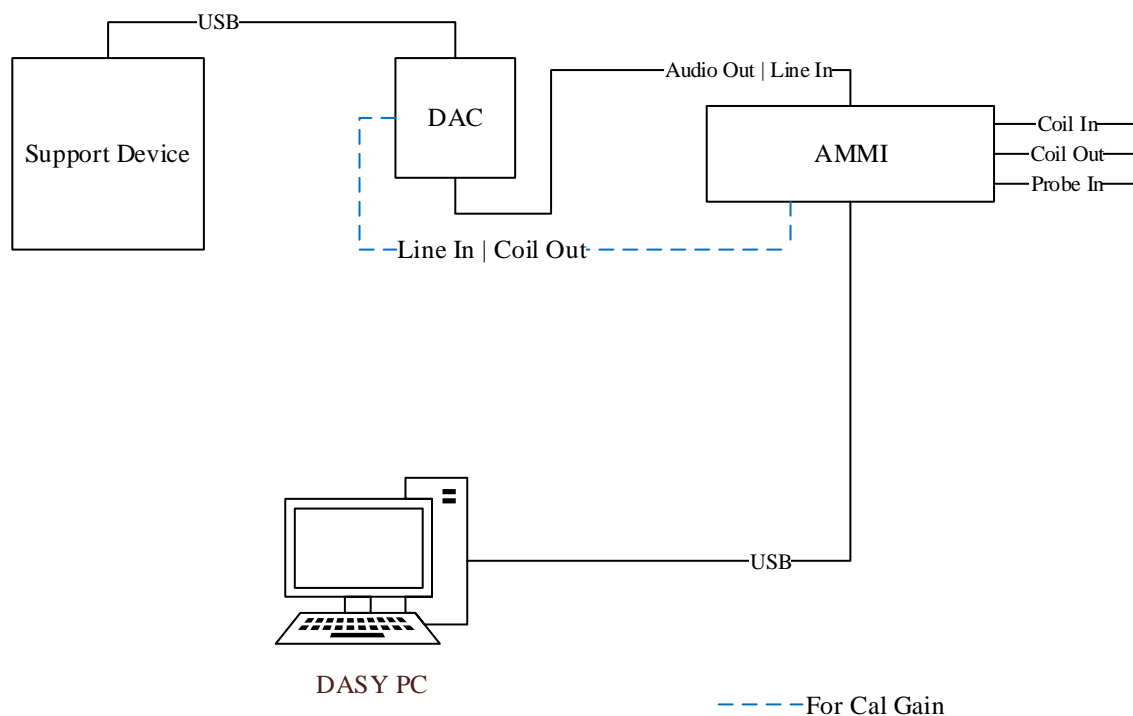 USB
Audio Out | Line In
DAC
Coil In
Support Device
AMMI
Coil Out
Probe In
Line In | Coil Out
USB
DASY PC
For Cal Gain